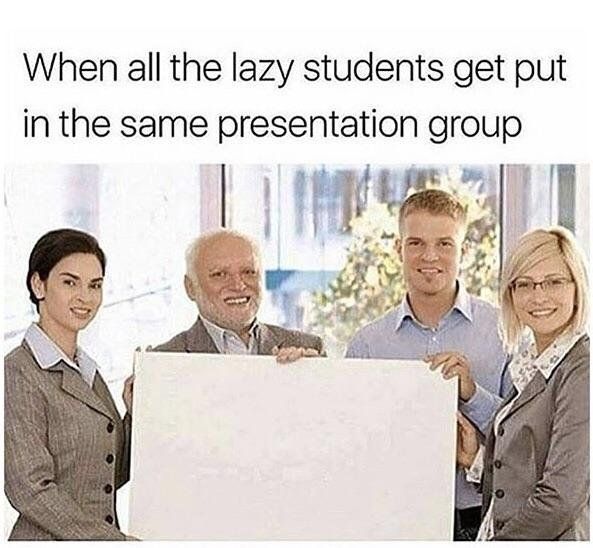 When all the lazy students get put
in the same presentation group